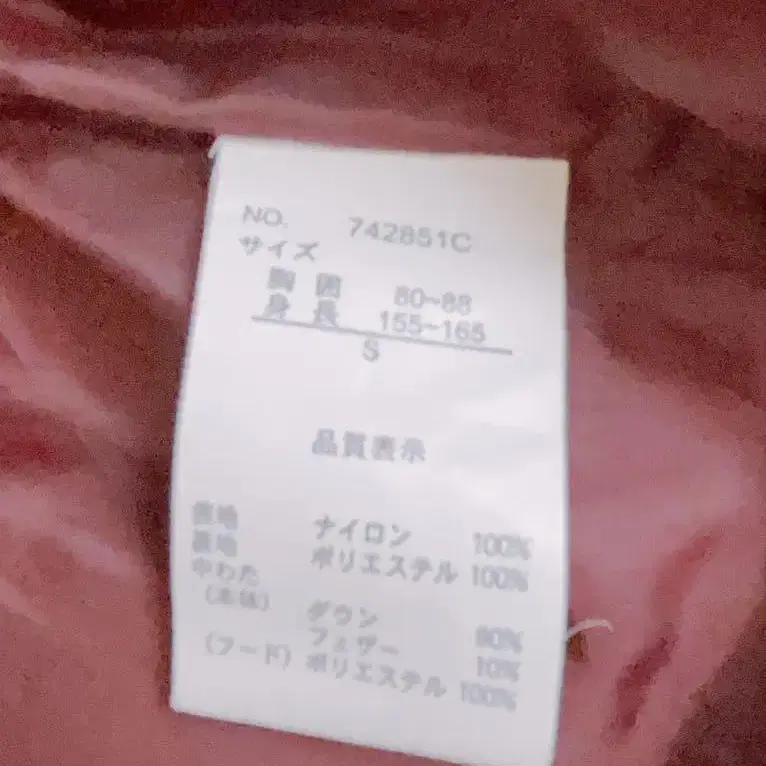 NO. 742851C
サイズ
胸囲 80~88
身長 155~165
S
品質表示
表地 ナイロン 100%
裏地 ポリエステル 100%
中わた
(本体) ダウン 90%
フェザー 10%
(フード) ポリエステル 100%